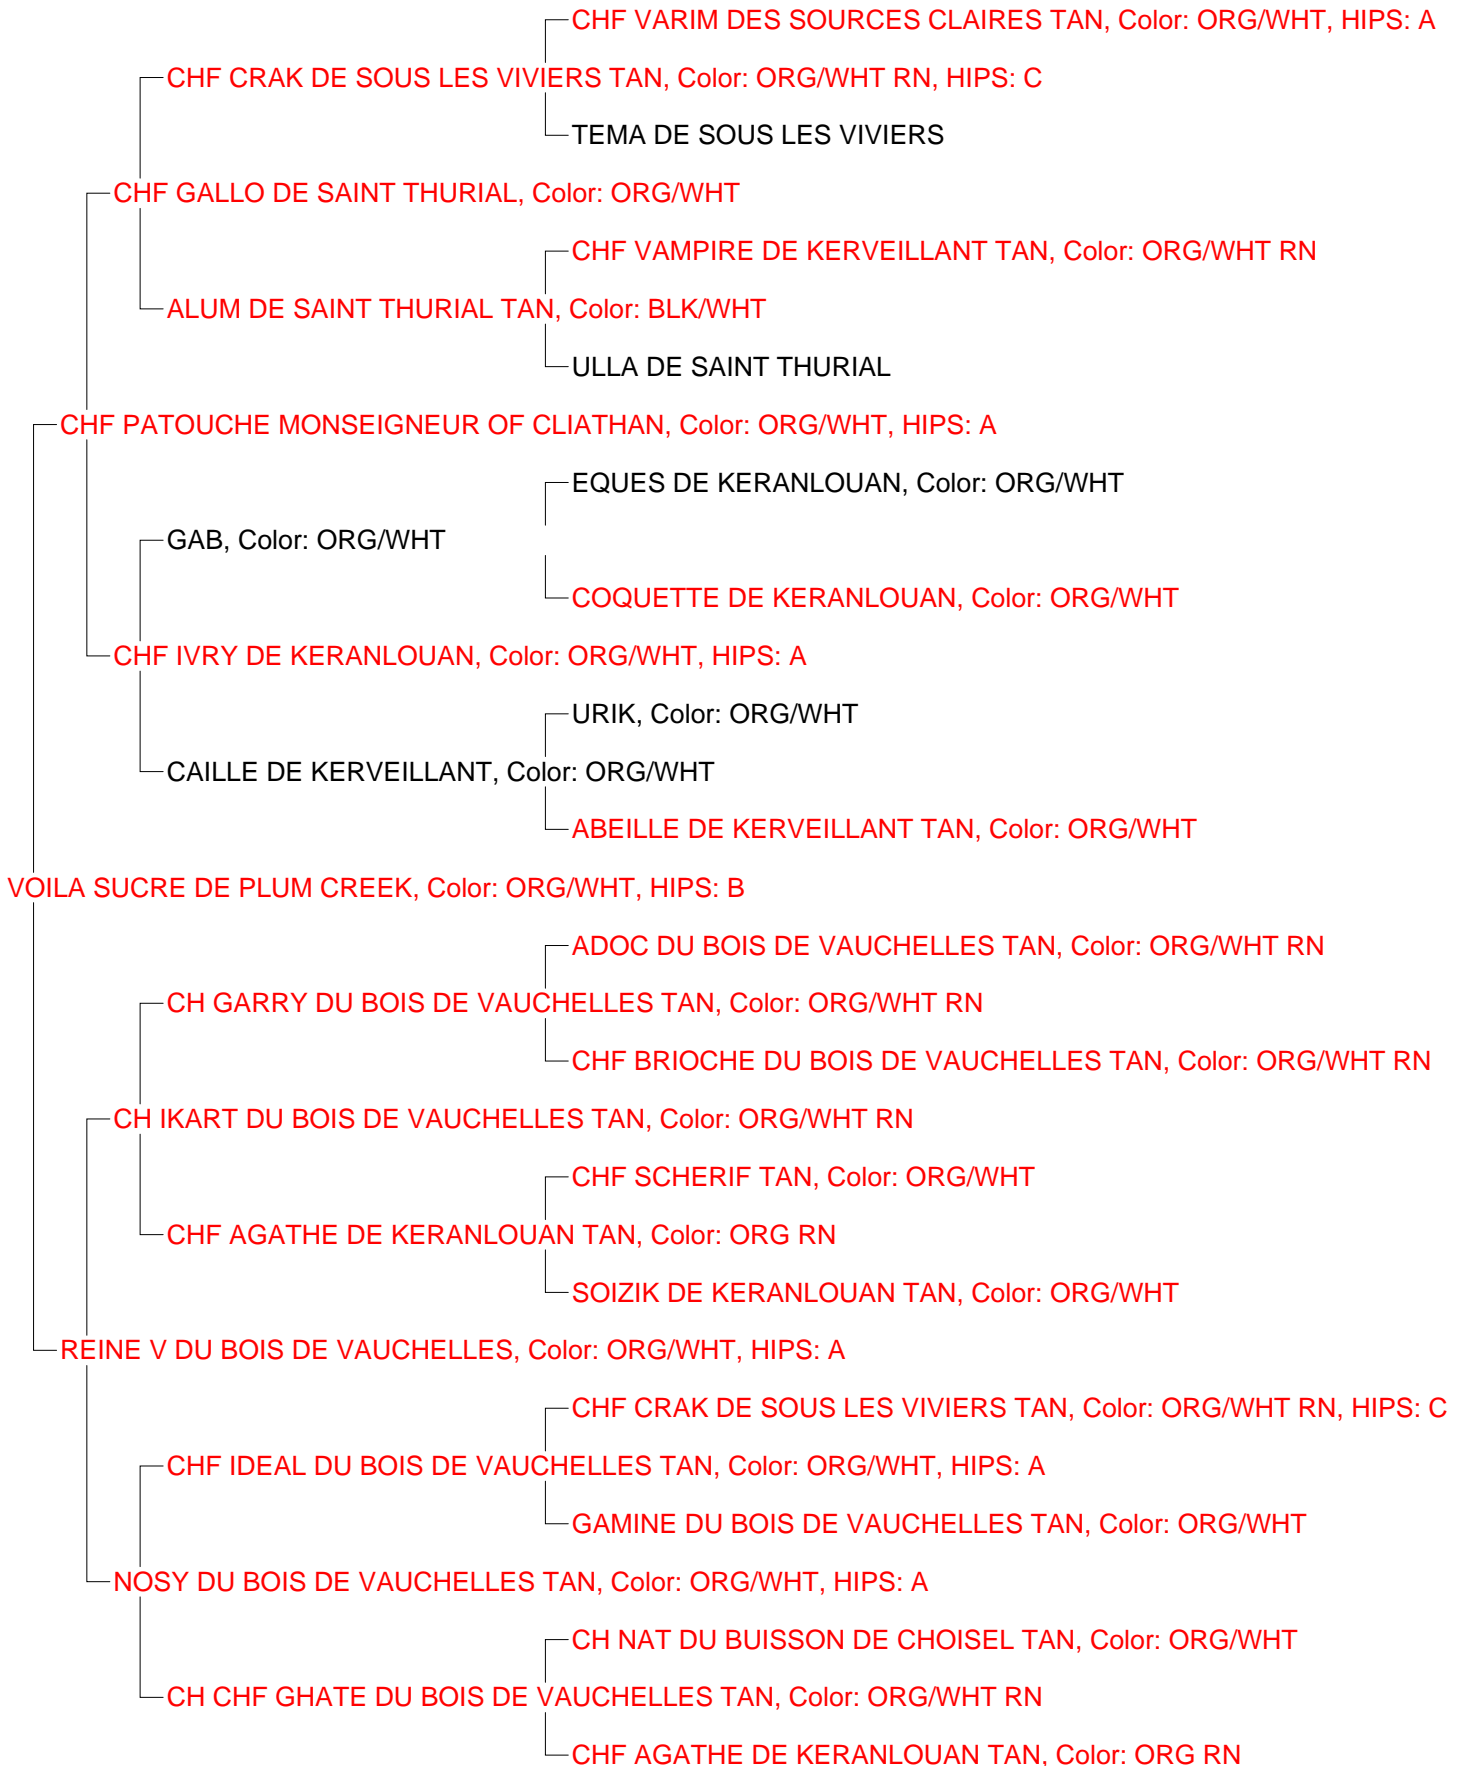 CHF VARIM DES SOURCES CLAIRES TAN, Color: ORG/WHT, HIPS: A
CHF CRAK DE SOUS LES VIVIERS TAN, Color: ORG/WHT RN, HIPS: C
TEMA DE SOUS LES VIVIERS
CHF GALLO DE SAINT THURIAL, Color: ORG/WHT
CHF VAMPIRE DE KERVEILLANT TAN, Color: ORG/WHT RN
ALUM DE SAINT THURIAL TAN, Color: BLK/WHT
ULLA DE SAINT THURIAL
CHF PATOUCHE MONSEIGNEUR OF CLIATHAN, Color: ORG/WHT, HIPS: A
EQUES DE KERANLOUAN, Color: ORG/WHT
GAB, Color: ORG/WHT
COQUETTE DE KERANLOUAN, Color: ORG/WHT
CHF IVRY DE KERANLOUAN, Color: ORG/WHT, HIPS: A
URIK, Color: ORG/WHT
CAILLE DE KERVEILLANT, Color: ORG/WHT
ABEILLE DE KERVEILLANT TAN, Color: ORG/WHT
VOILA SUCRE DE PLUM CREEK, Color: ORG/WHT, HIPS: B
ADOC DU BOIS DE VAUCHELLES TAN, Color: ORG/WHT RN
CH GARRY DU BOIS DE VAUCHELLES TAN, Color: ORG/WHT RN
CHF BRIOCHE DU BOIS DE VAUCHELLES TAN, Color: ORG/WHT RN
CH IKART DU BOIS DE VAUCHELLES TAN, Color: ORG/WHT RN
CHF SCHERIF TAN, Color: ORG/WHT
CHF AGATHE DE KERANLOUAN TAN, Color: ORG RN
SOIZIK DE KERANLOUAN TAN, Color: ORG/WHT
REINE V DU BOIS DE VAUCHELLES, Color: ORG/WHT, HIPS: A
CHF CRAK DE SOUS LES VIVIERS TAN, Color: ORG/WHT RN, HIPS: C
CHF IDEAL DU BOIS DE VAUCHELLES TAN, Color: ORG/WHT, HIPS: A
GAMINE DU BOIS DE VAUCHELLES TAN, Color: ORG/WHT
NOSY DU BOIS DE VAUCHELLES TAN, Color: ORG/WHT, HIPS: A
CH NAT DU BUISSON DE CHOISEL TAN, Color: ORG/WHT
CH CHF GHATE DU BOIS DE VAUCHELLES TAN, Color: ORG/WHT RN
CHF AGATHE DE KERANLOUAN TAN, Color: ORG RN